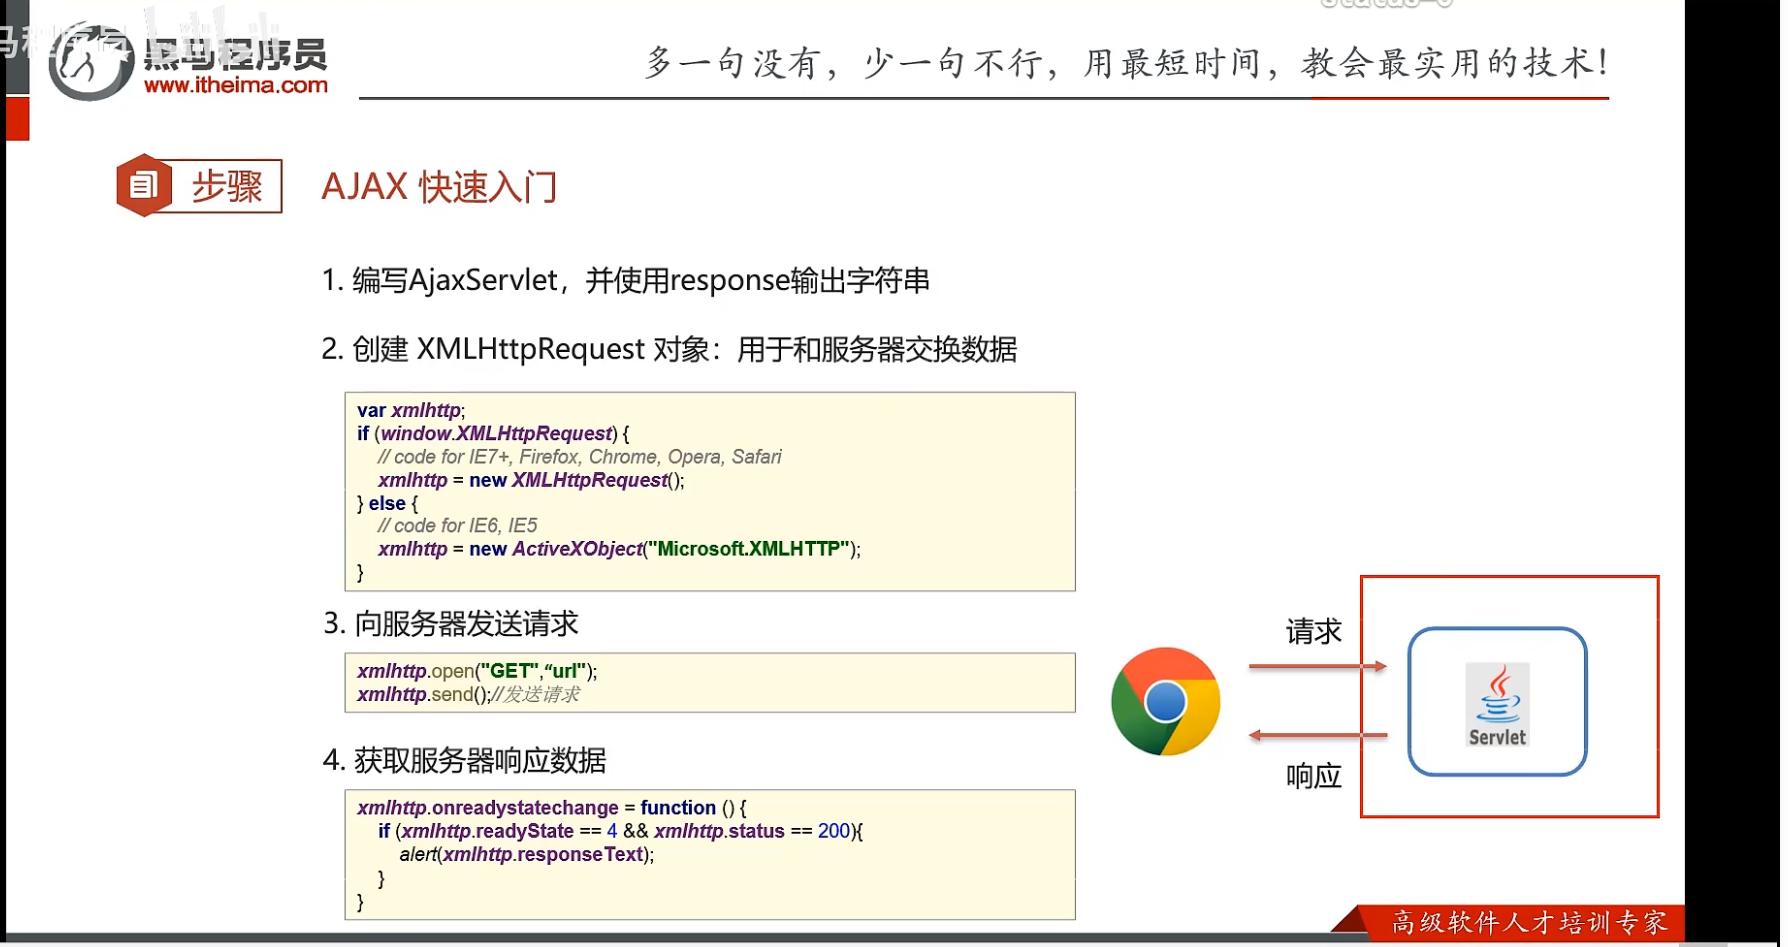 黑马程序员
www.itheima.com
多一句没有，少一句不行，用最短时间，教会最实用的技术！
步骤
AJAX 快速入门
1. 编写AjaxServlet，并使用response输出字符串
2. 创建 XMLHttpRequest 对象：用于和服务器交换数据
var xmlhttp;
if (window.XMLHttpRequest) {
// code for IE7+, Firefox, Chrome, Opera, Safari
xmlhttp = new XMLHttpRequest();
} else {
// code for IE6, IE5
xmlhttp = new ActiveXObject("Microsoft.XMLHTTP");
}
3. 向服务器发送请求
xmlhttp.open("GET",“url");
xmlhttp.send();//发送请求
4. 获取服务器响应数据
xmlhttp.onreadystatechange = function () {
if (xmlhttp.readyState == 4 && xmlhttp.status == 200){
alert(xmlhttp.responseText);
}
}
请求
Servlet
响应
高级软件人才培训专家